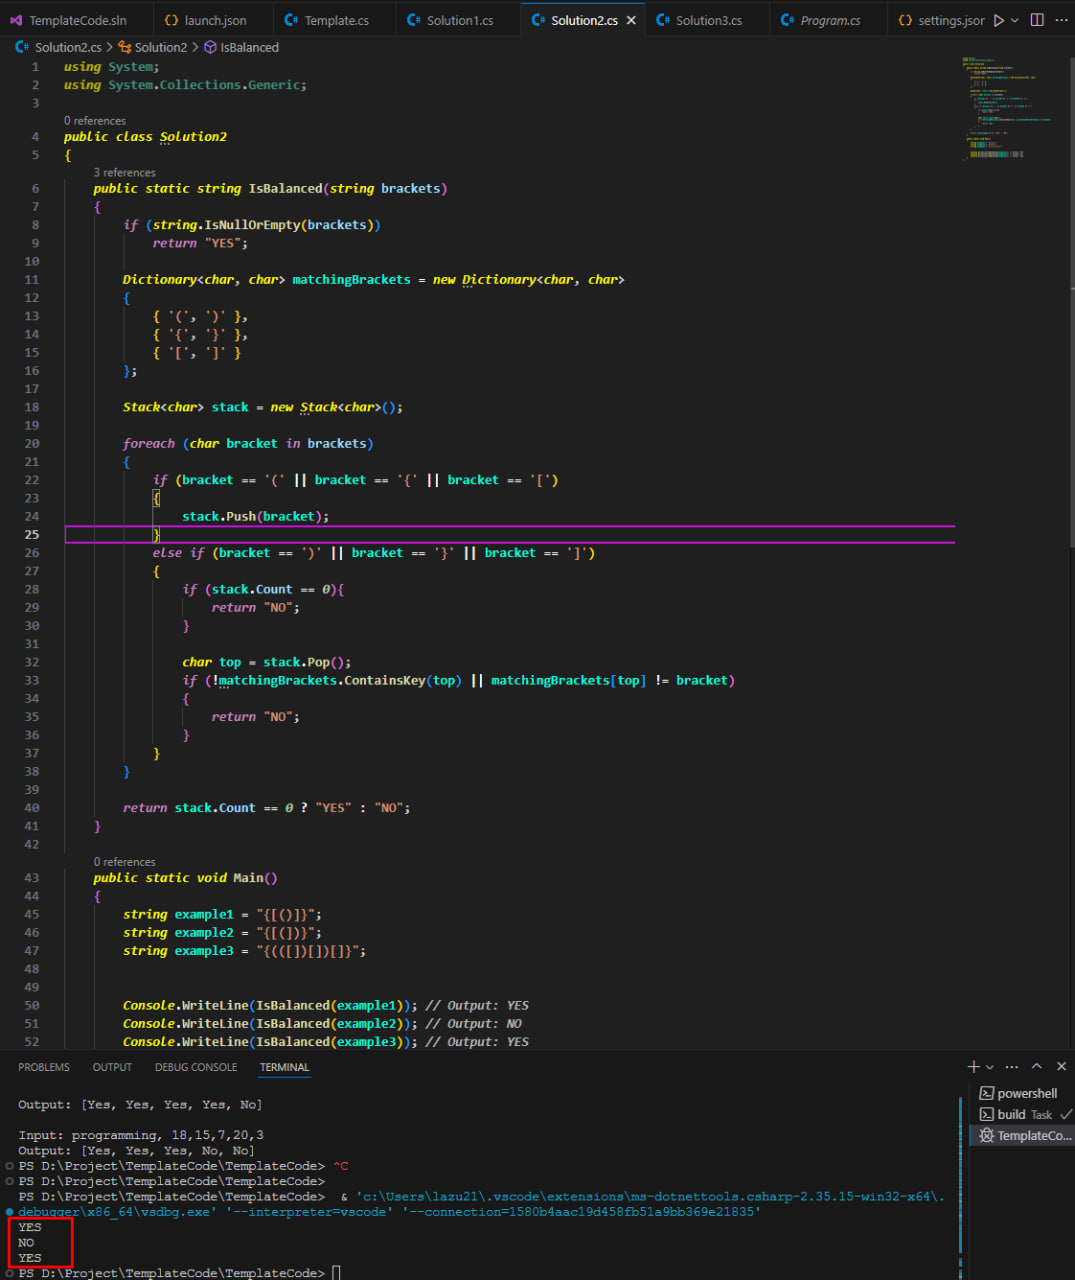 TemplateCode.sln launch.json Template.cs Solution1.cs Solution2.cs Solution3.cs Program.cs settings.jsor
Solution2.cs > Solution2 > IsBalanced
1 using System;
2 using System.Collections.Generic;
3
0 references
4 public class Solution2
5 {
3 references
6 public static string IsBalanced(string brackets)
7 {
8 if (string.IsNullOrEmpty(brackets))
9 return "YES";
10
11 Dictionary<char, char> matchingBrackets = new Dictionary<char, char>
12 {
13 { '(', ')' },
14 { '{', '}' },
15 { '[', ']' }
16 };
17
18 Stack<char> stack = new Stack<char>();
19
20 foreach (char bracket in brackets)
21 {
22 if (bracket == '(' || bracket == '{' || bracket == '[')
23 {
24 stack.Push(bracket);
25 }
26 else if (bracket == ')' || bracket == '}' || bracket == ']')
27 {
28 if (stack.Count == 0){
29 return "NO";
30 }
31
32 char top = stack.Pop();
33 if (!matchingBrackets.ContainsKey(top) || matchingBrackets[top] != bracket)
34 {
35 return "NO";
36 }
37 }
38 }
39
40 return stack.Count == 0 ? "YES" : "NO";
41 }
42
0 references
43 public static void Main()
44 {
45 string example1 = "{[()]}";
46 string example2 = "{[(])}";
47 string example3 = "{(([])[])[]}";
48
49
50 Console.WriteLine(IsBalanced(example1)); // Output: YES
51 Console.WriteLine(IsBalanced(example2)); // Output: NO
52 Console.WriteLine(IsBalanced(example3)); // Output: YES
PROBLEMS OUTPUT DEBUG CONSOLE TERMINAL
powershell
build Task
TemplateCo...
Output: [Yes, Yes, Yes, Yes, No]
Input: programming, 18,15,7,20,3
Output: [Yes, Yes, Yes, No, No]
PS D:\Project\TemplateCode\TemplateCode> ^C
PS D:\Project\TemplateCode\TemplateCode>
PS D:\Project\TemplateCode\TemplateCode> & 'c:\Users\lazu21\.vscode\extensions\ms-dotnettools.csharp-2.35.15-win32-x64\.
debugger\x86_64\vsdbg.exe' '--interpreter=vscode' '--connection=1580b4aac19d458fb51a9bb369e21835'
YES
NO
YES
PS D:\Project\TemplateCode\TemplateCode>